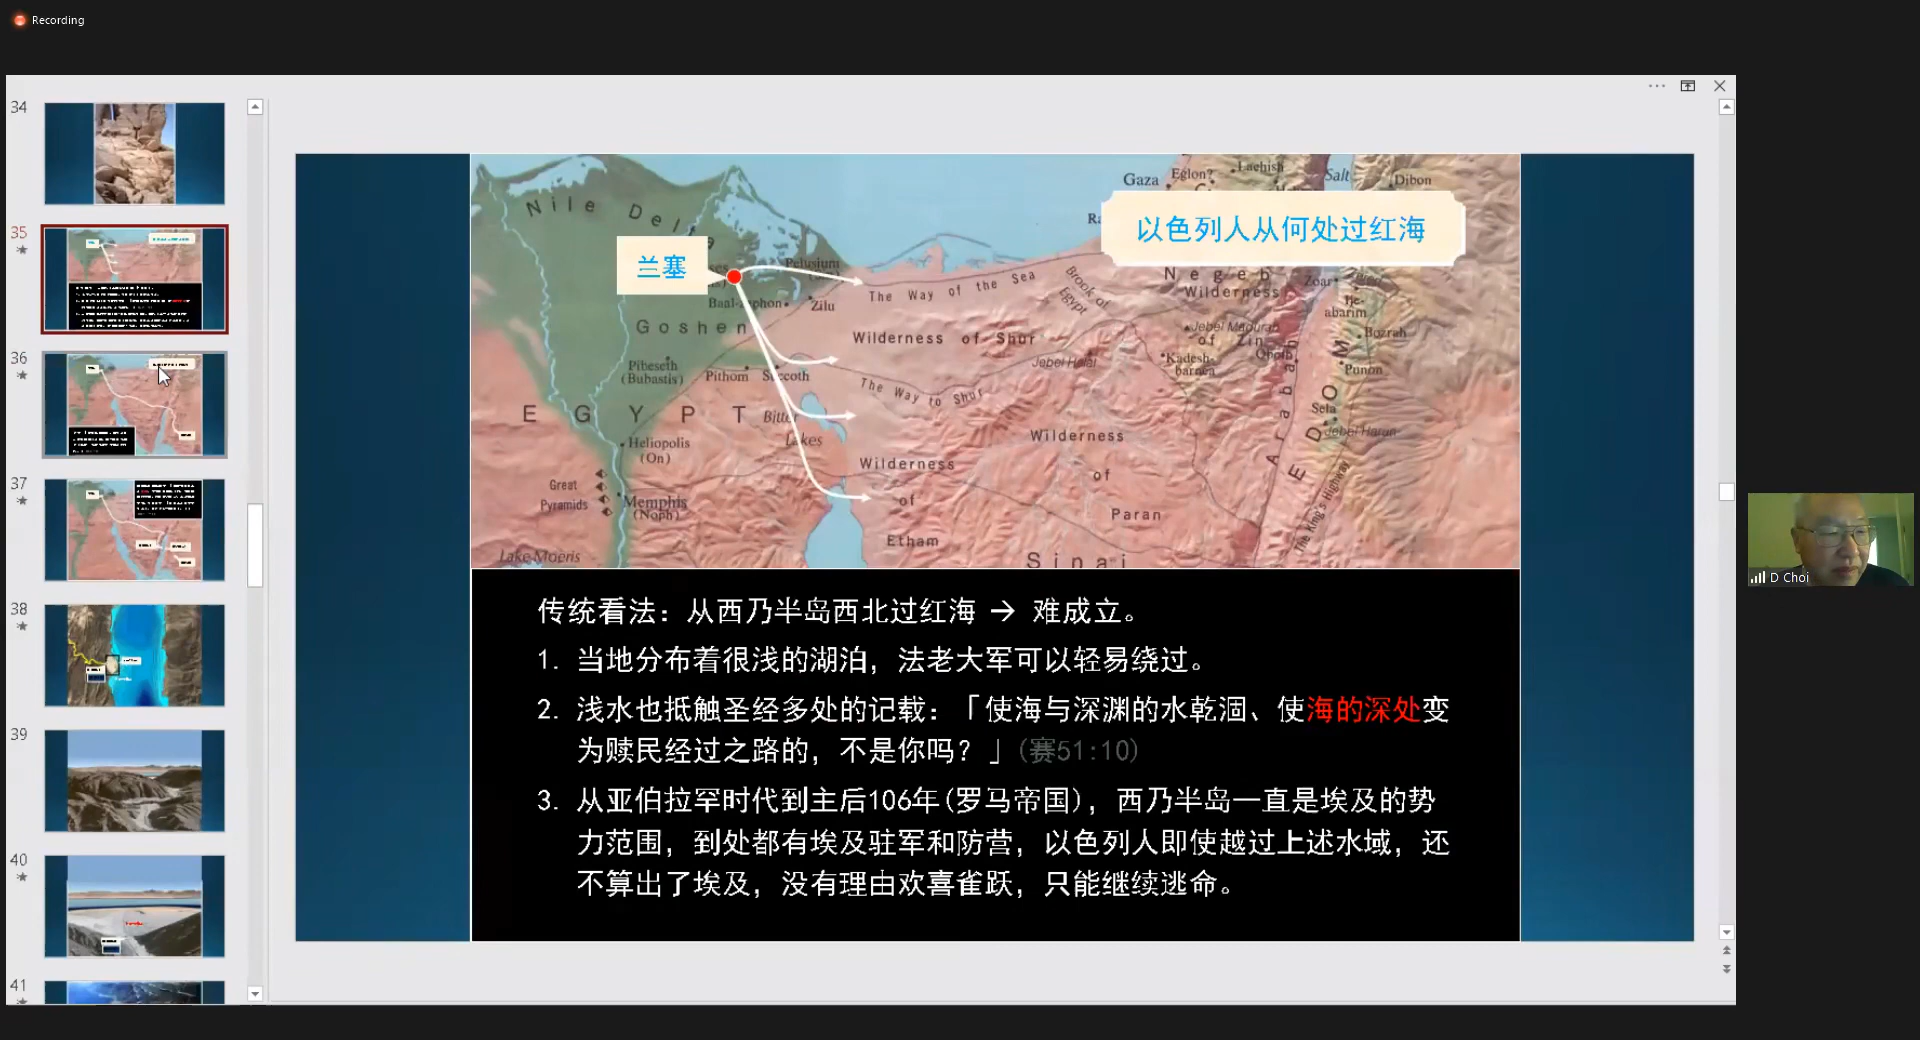 Recording
34
35
36
37
38
39
40
41
以色列人从何处过红海
兰塞
Nile Delta
Gaza
Eglon?
Lachish
Salt
Dibon
Pelusium
Zilu
The Way of the Sea
Brook of
Egypt
Negeb
Wilderness
Zoar
abarim
Goshen
Wilderness of Shur
Jebel Madurah
of Zin
Oboth
Bozrah
Pibeseth
(Bubastis)
Pithom
Succoth
Jebel Helal
Kadesh-
barnea
Punon
The Way to Shur
EGYPT
Bitter
Lakes
Sela
Arabah
EDOM
Jebel Harun
Heliopolis
(On)
Wilderness
of
Paran
Wilderness
of
Etham
Great
Pyramids
Memphis
(Noph)
The King's Highway
Lake Moeris
Sinai
传统看法：从西乃半岛西北过红海 → 难成立。
1. 当地分布着很浅的湖泊，法老大军可以轻易绕过。
2. 浅水也抵触圣经多处的记载：「使海与深渊的水乾涸、使海的深处变
为赎民经过之路的，不是你吗？」(赛51:10)
3. 从亚伯拉罕时代到主后106年(罗马帝国)，西乃半岛一直是埃及的势
力范围，到处都有埃及驻军和防营，以色列人即使越过上述水域，还
不算出了埃及，没有理由欢喜雀跃，只能继续逃命。
D Choi